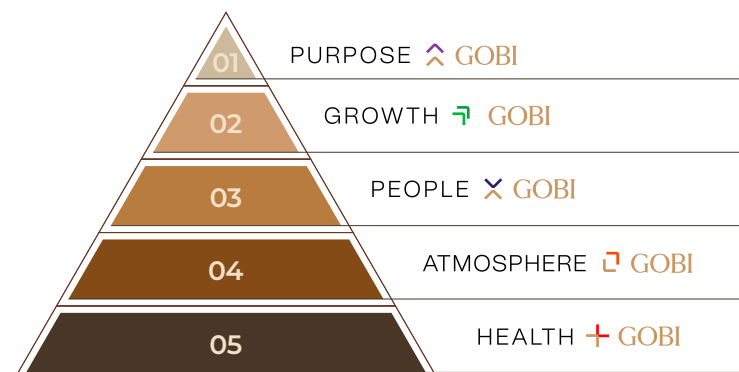 01 PURPOSE GOBI
02 GROWTH GOBI
03 PEOPLE GOBI
04 ATMOSPHERE GOBI
05 HEALTH GOBI